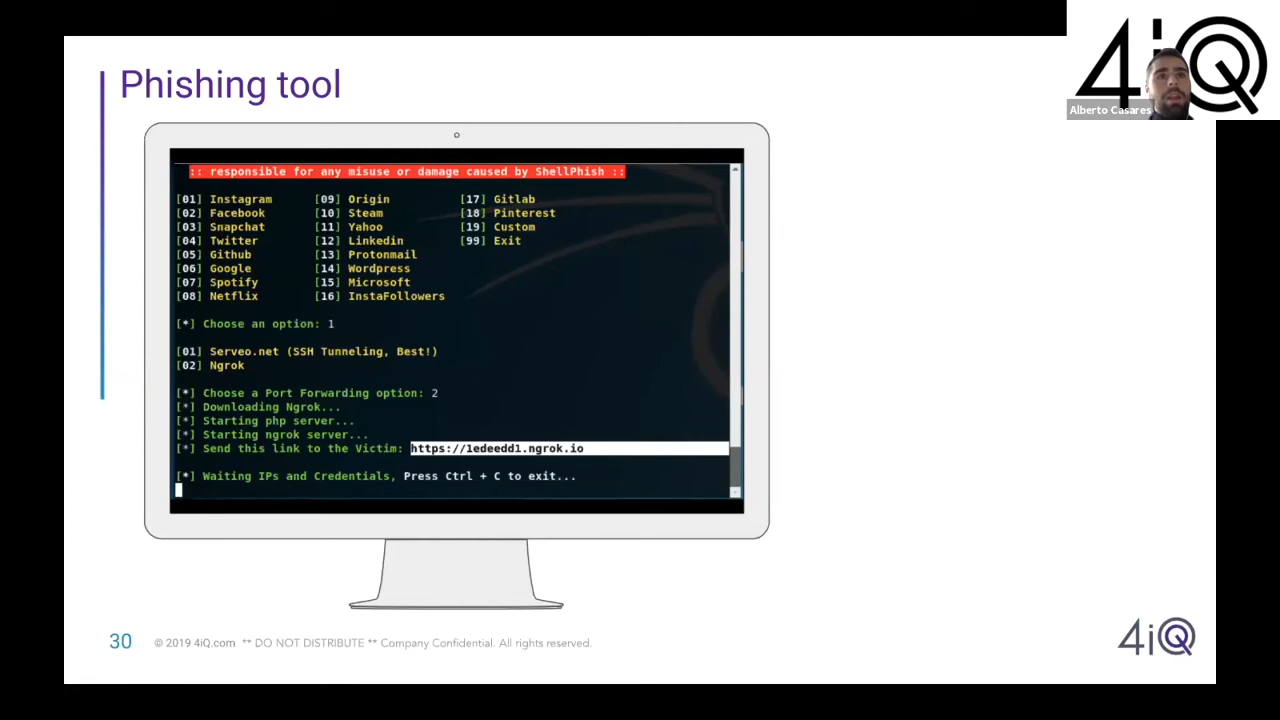 4iQ
Alberto Casares
Phishing tool
:: responsible for any misuse or damage caused by ShellPhish ::
[01] Instagram [09] Origin [17] Gitlab
[02] Facebook [10] Steam [18] Pinterest
[03] Snapchat [11] Yahoo [19] Custom
[04] Twitter [12] Linkedin [99] Exit
[05] Github [13] Protonmail
[06] Google [14] Wordpress
[07] Spotify [15] Microsoft
[08] Netflix [16] InstaFollowers
[*] Choose an option: 1
[01] Serveo.net (SSH Tunneling, Best!)
[02] Ngrok
[*] Choose a Port Forwarding option: 2
[*] Downloading Ngrok...
[*] Starting php server...
[*] Starting ngrok server...
[*] Send this link to the Victim: https://1edeedd1.ngrok.io
[*] Waiting IPs and Credentials, Press Ctrl + C to exit...
30 © 2019 4iQ.com ** DO NOT DISTRIBUTE ** Company Confidential. All rights reserved.
4iQ